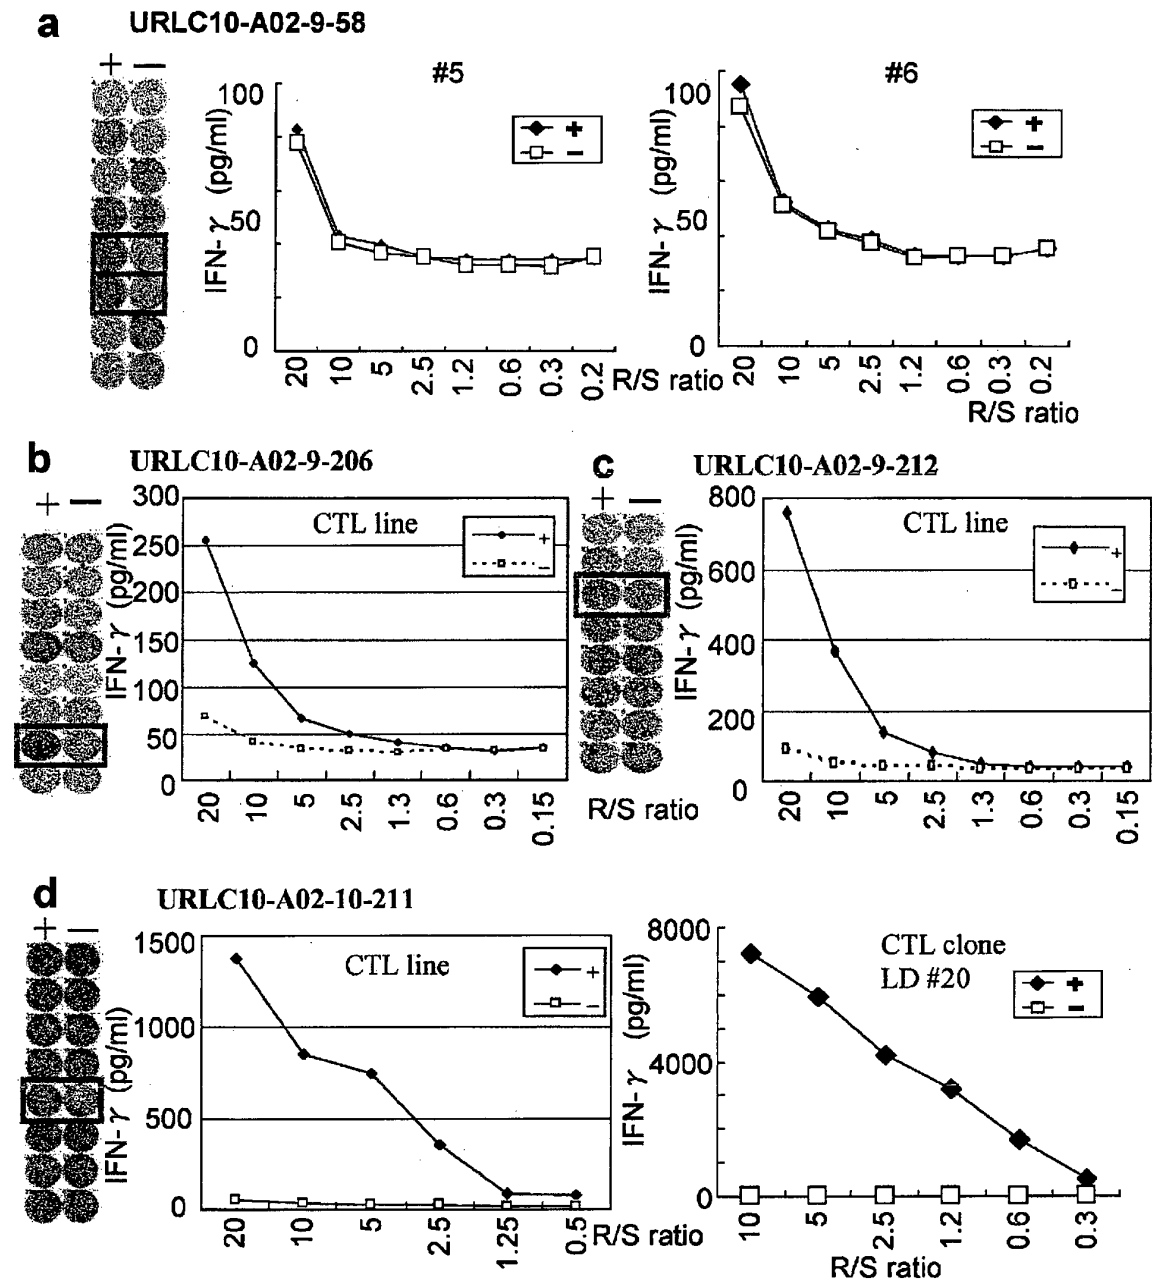 a URLC10-A02-9-58
+ −
#5
IFN-γ (pg/ml)
100
50
0
+
−
20 10 5 2.5 1.2 0.6 0.3 0.2
R/S ratio
#6
IFN-γ (pg/ml)
100
50
0
+
−
20 10 5 2.5 1.2 0.6 0.3 0.2
R/S ratio
b URLC10-A02-9-206
+ −
IFN-γ (pg/ml)
300
250
200
150
100
50
0
CTL line
+
−
20 10 5 2.5 1.3 0.6 0.3 0.15
R/S ratio
c URLC10-A02-9-212
+ −
IFN-γ (pg/ml)
800
600
400
200
0
CTL line
+
−
20 10 5 2.5 1.3 0.6 0.3 0.15
d URLC10-A02-10-211
+ −
IFN-γ (pg/ml)
1500
1000
500
0
CTL line
+
−
20 10 5 2.5 1.25 0.5
R/S ratio
IFN-γ (pg/ml)
8000
4000
0
CTL clone
LD #20
+
−
10 5 2.5 1.2 0.6 0.3
R/S ratio